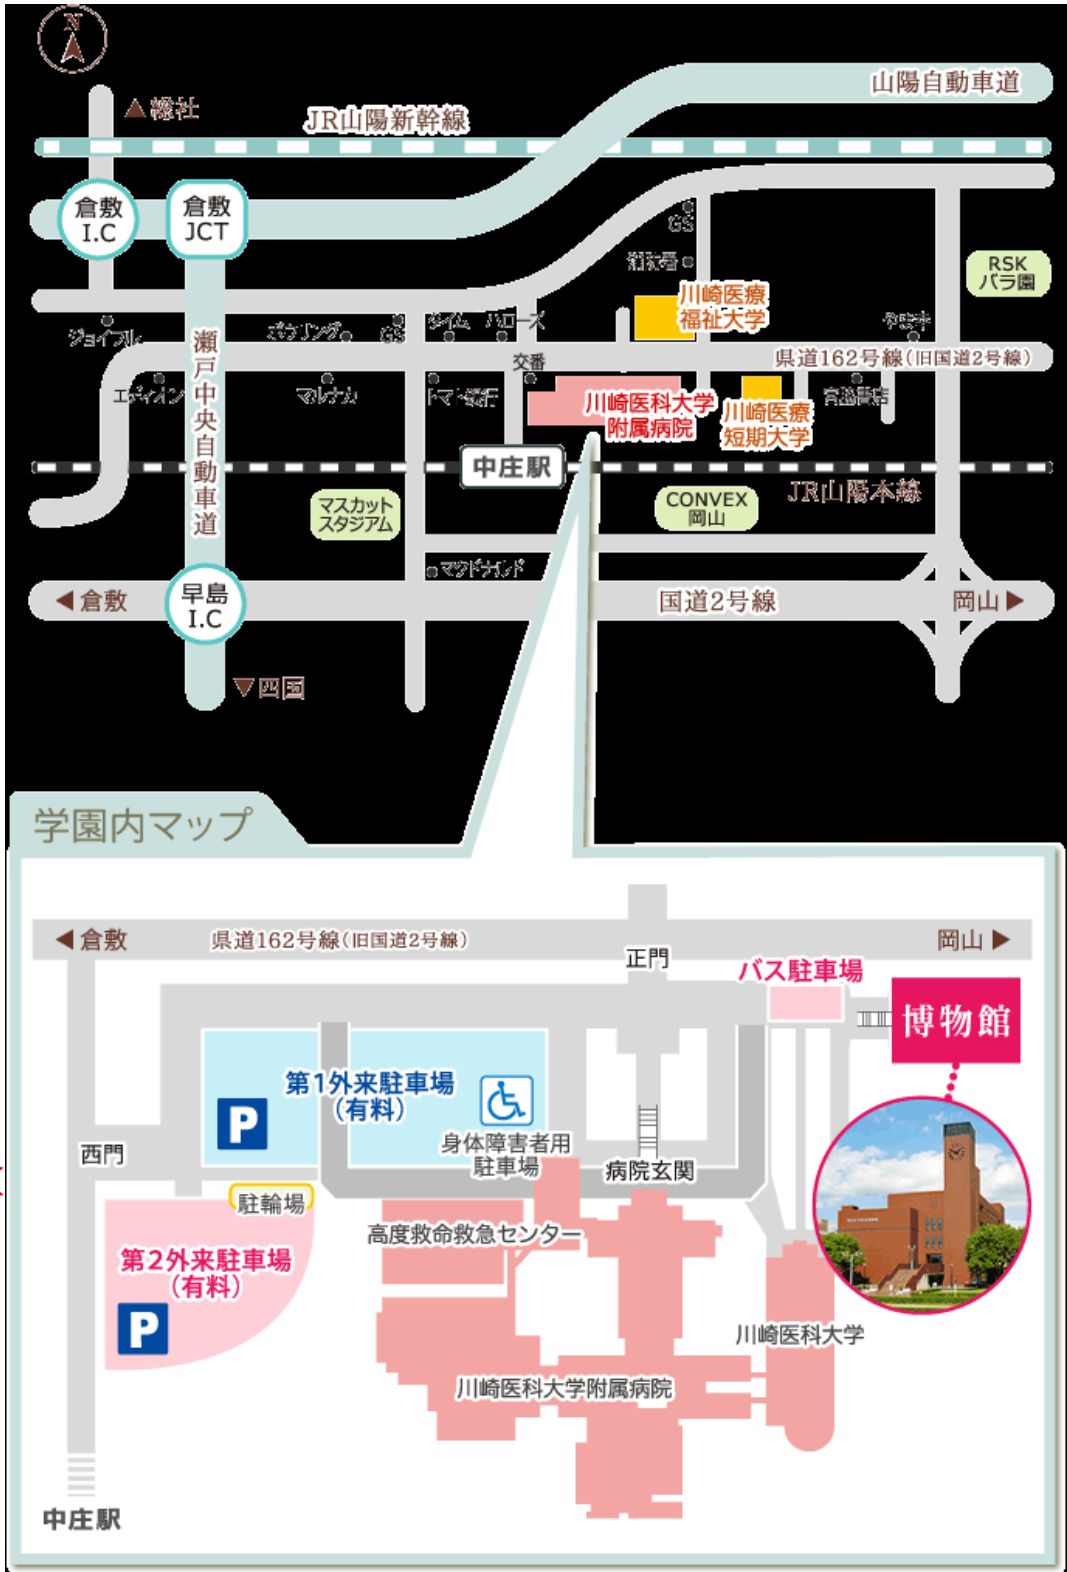 N
山陽自動車道
▲総社
JR山陽新幹線
倉敷
I.C
倉敷
JCT
GS
消防署
RSK
バラ園
川崎医療
福祉大学
ジョイフル
ボウリング
GS
タイム
ハローズ
やまや
瀬戸中央自動車道
交番
県道162号線(旧国道2号線)
エディオン
マルナカ
トマト銀行
川崎医科大学
附属病院
川崎医療
短期大学
宮脇書店
中庄駅
マスカット
スタジアム
CONVEX
岡山
JR山陽本線
マクドナルド
◀倉敷
早島
I.C
国道2号線
岡山▶
▼四国
学園内マップ
◀倉敷
県道162号線(旧国道2号線)
正門
岡山▶
バス駐車場
博物館
第1外来駐車場
(有料)
P
身体障害者用
駐車場
西門
病院玄関
駐輪場
高度救命救急センター
第2外来駐車場
(有料)
P
川崎医科大学
川崎医科大学附属病院
中庄駅